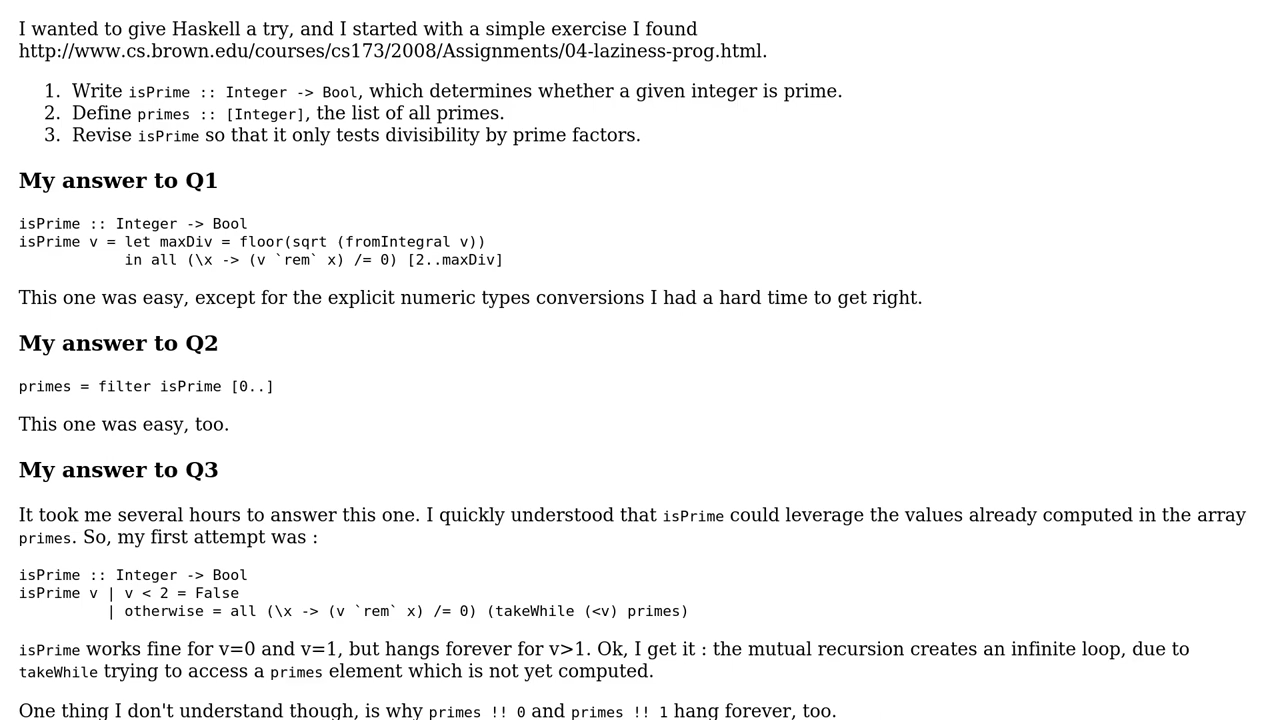 I wanted to give Haskell a try, and I started with a simple exercise I found
http://www.cs.brown.edu/courses/cs173/2008/Assignments/04-laziness-prog.html.
1. Write isPrime :: Integer -> Bool, which determines whether a given integer is prime.
2. Define primes :: [Integer], the list of all primes.
3. Revise isPrime so that it only tests divisibility by prime factors.
My answer to Q1
isPrime :: Integer -> Bool
isPrime v = let maxDiv = floor(sqrt (fromIntegral v))
            in all (\x -> (v `rem` x) /= 0) [2..maxDiv]
This one was easy, except for the explicit numeric types conversions I had a hard time to get right.
My answer to Q2
primes = filter isPrime [0..]
This one was easy, too.
My answer to Q3
It took me several hours to answer this one. I quickly understood that isPrime could leverage the values already computed in the array
primes. So, my first attempt was :
isPrime :: Integer -> Bool
isPrime v | v < 2 = False
          | otherwise = all (\x -> (v `rem` x) /= 0) (takeWhile (<v) primes)
isPrime works fine for v=0 and v=1, but hangs forever for v>1. Ok, I get it : the mutual recursion creates an infinite loop, due to
takeWhile trying to access a primes element which is not yet computed.
One thing I don't understand though, is why primes !! 0 and primes !! 1 hang forever, too.